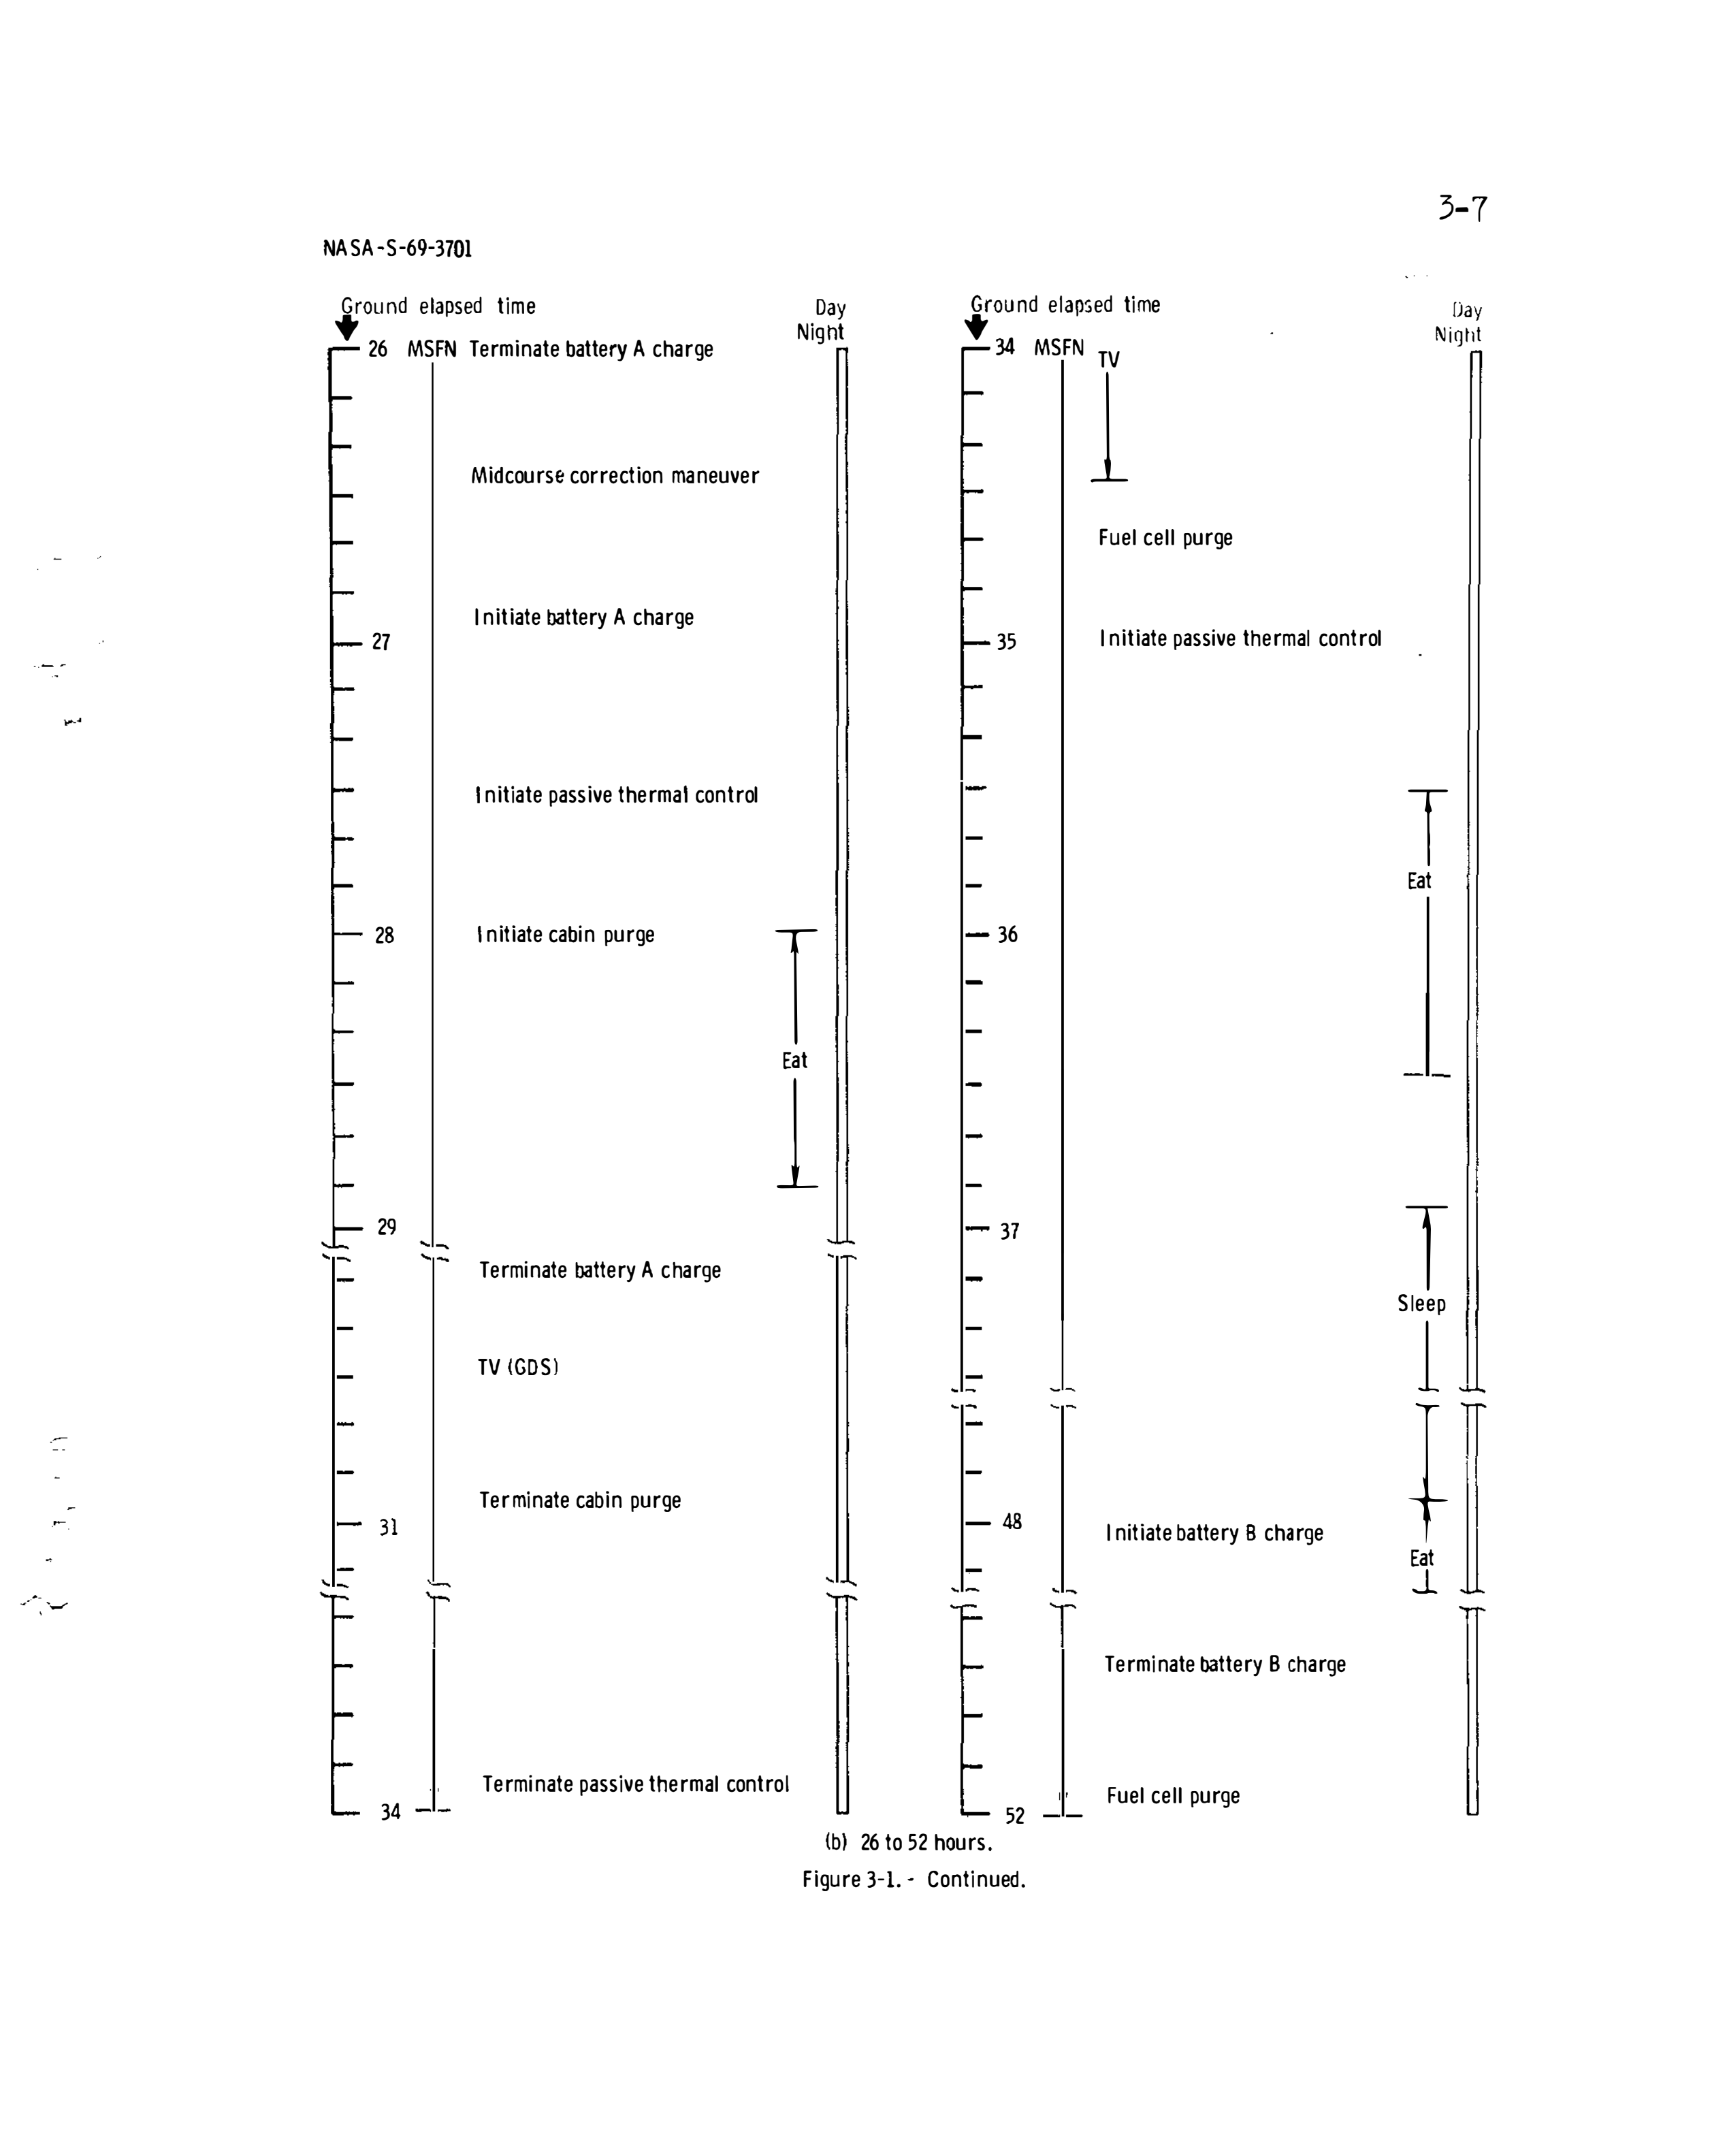 3-7
NASA-S-69-3701
Ground elapsed time
Day
Night
26 MSFN Terminate battery A charge
Midcourse correction maneuver
Initiate battery A charge
27
Initiate passive thermal control
28 Initiate cabin purge
Eat
29
Terminate battery A charge
TV (GDS)
Terminate cabin purge
31
Terminate passive thermal control
34
Ground elapsed time
Day
Night
34 MSFN TV
Fuel cell purge
35 Initiate passive thermal control
Eat
36
37
Sleep
48 Initiate battery B charge
Eat
Terminate battery B charge
Fuel cell purge
52
(b) 26 to 52 hours.
Figure 3-1. - Continued.